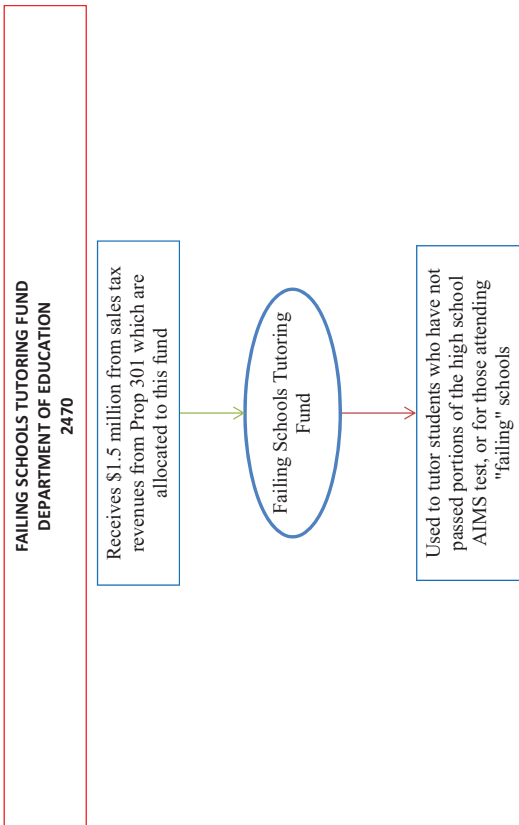 FAILING SCHOOLS TUTORING FUND
DEPARTMENT OF EDUCATION
2470
Receives $1.5 million from sales tax
revenues from Prop 301 which are
allocated to this fund
Failing Schools Tutoring
Fund
Used to tutor students who have not
passed portions of the high school
AIMS test, or for those attending
"failing" schools